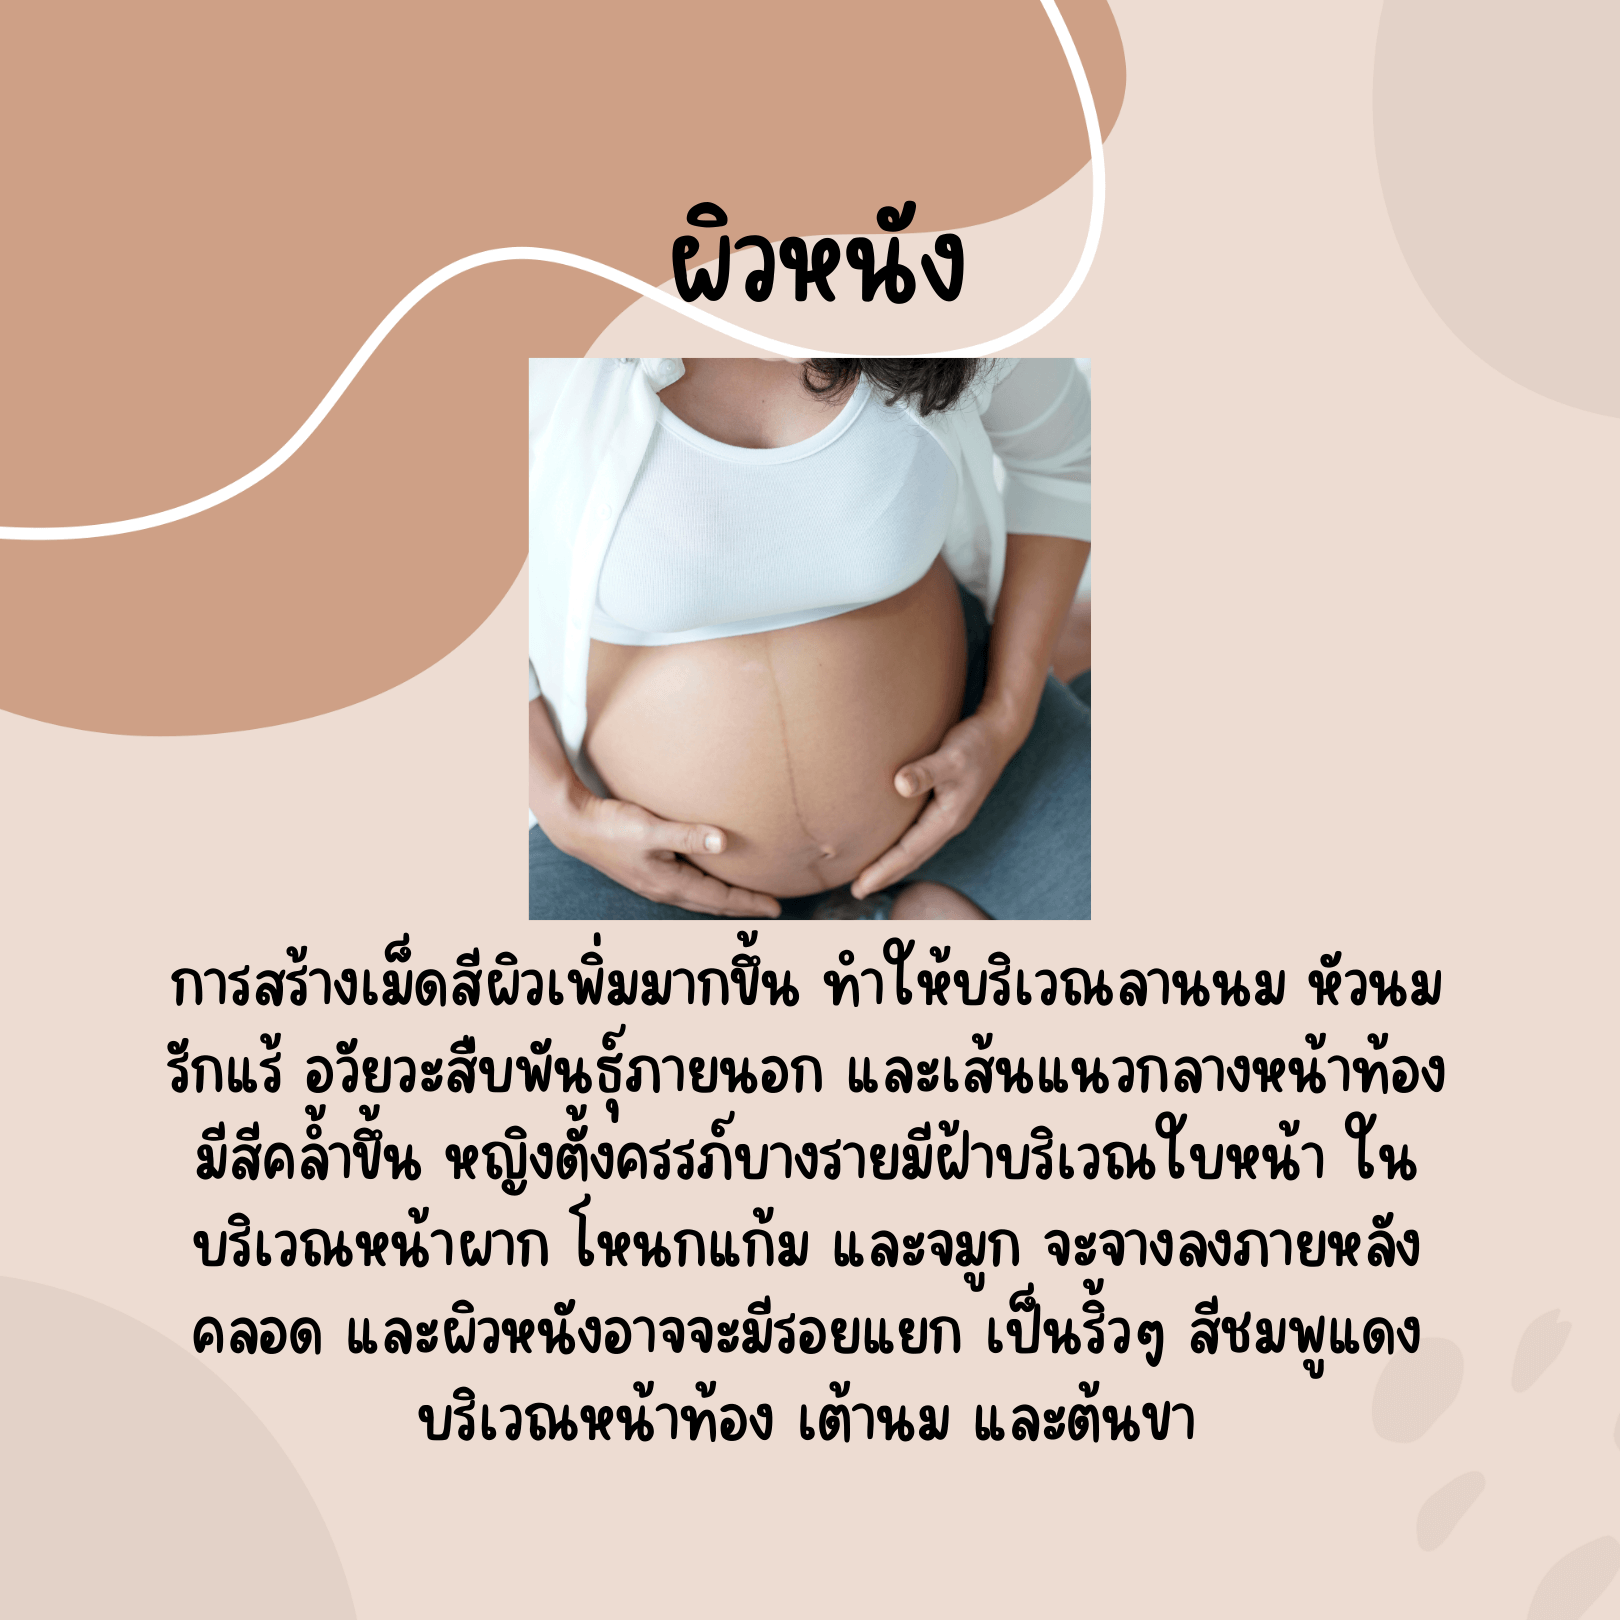 ผิวหนัง
การสร้างเม็ดสีผิวเพิ่มมากขึ้น ทำให้บริเวณลานนม หัวนม
รักแร้ อวัยวะสืบพันธุ์ภายนอก และเส้นแนวกลางหน้าท้อง
มีสีคล้ำขึ้น หญิงตั้งครรภ์บางรายมีฝ้าบริเวณใบหน้า ใน
บริเวณหน้าผาก โหนกแก้ม และจมูก จะจางลงภายหลัง
คลอด และผิวหนังอาจจะมีรอยแยก เป็นริ้วๆ สีชมพูแดง
บริเวณหน้าท้อง เต้านม และต้นขา